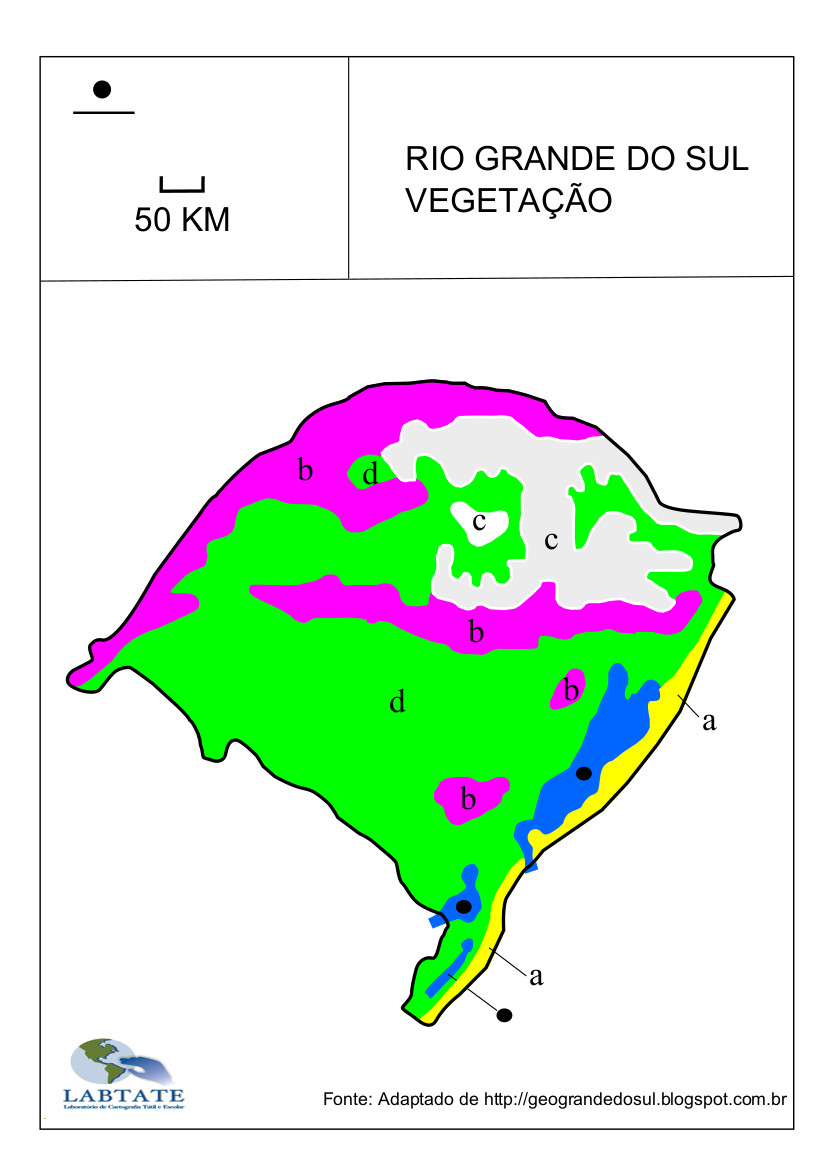 50 KM
RIO GRANDE DO SUL
VEGETAÇÃO
b
d
c
c
b
b
d
a
b
a
LABTATE
Laboratório de Cartografia Tátil e Escolar
Fonte: Adaptado de http://geograndedosul.blogspot.com.br